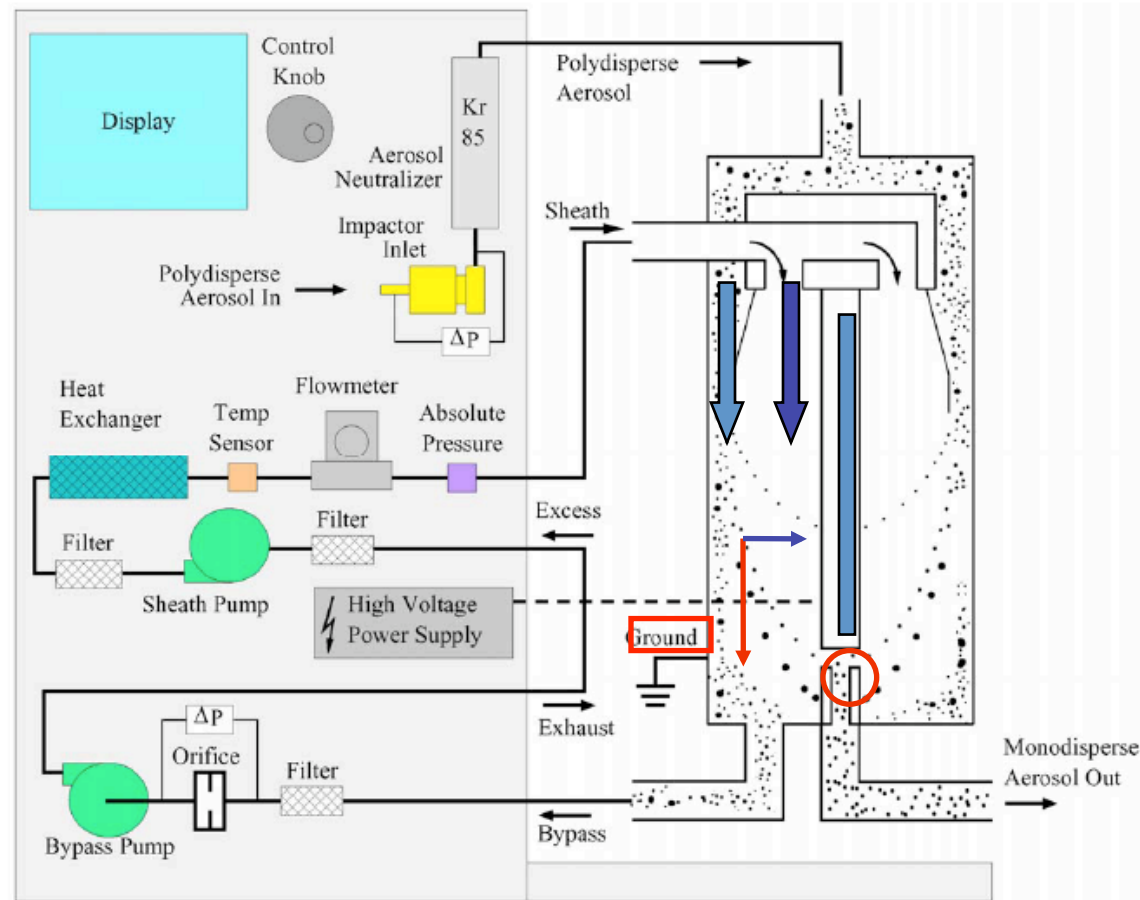 Display
Control
Knob
Kr
85
Aerosol
Neutralizer
Impactor
Inlet
Polydisperse
Aerosol In
ΔP
Polydisperse
Aerosol
Sheath
Heat
Exchanger
Temp
Sensor
Flowmeter
Absolute
Pressure
Filter
Sheath Pump
Filter
Excess
High Voltage
Power Supply
Ground
Exhaust
ΔP
Orifice
Filter
Bypass Pump
Bypass
Monodisperse
Aerosol Out